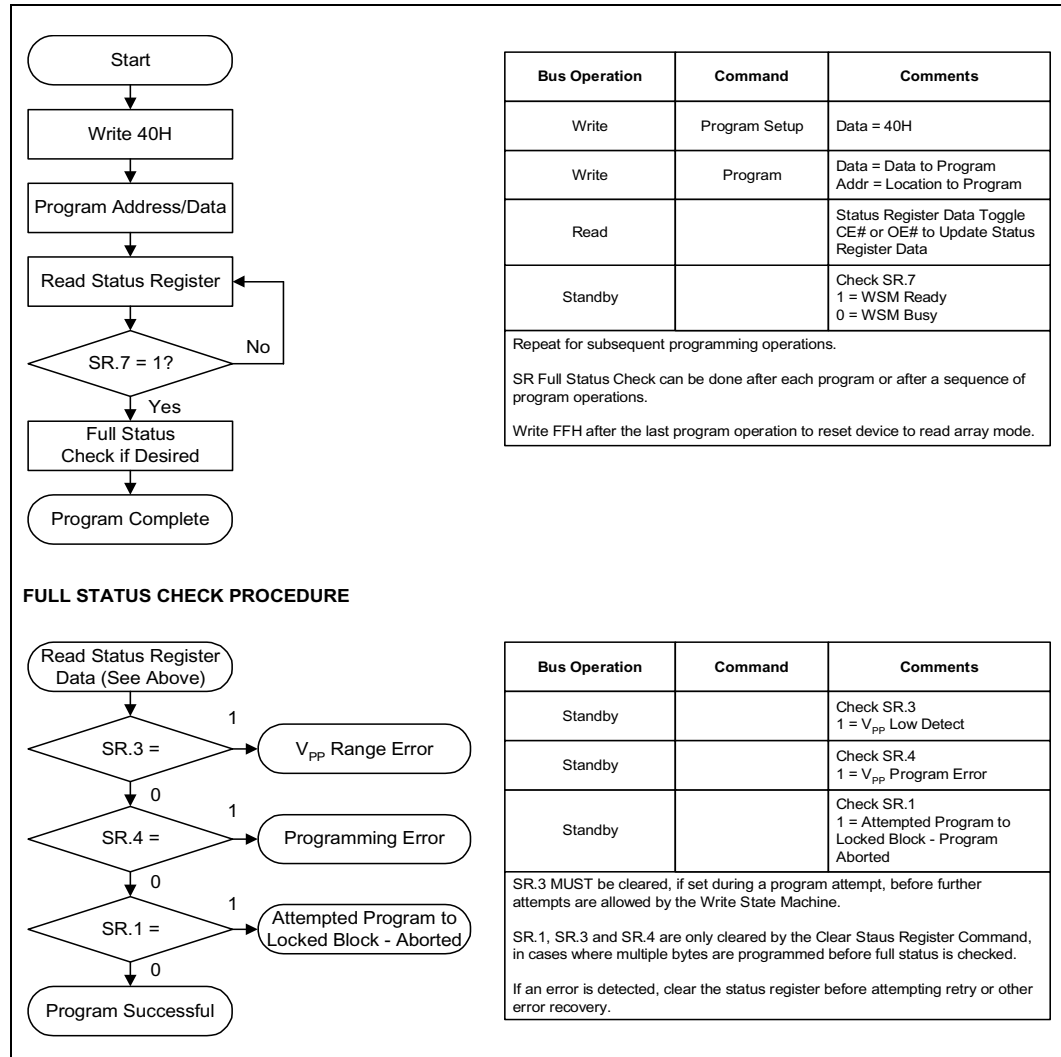 Start
Write 40H
Program Address/Data
Read Status Register
SR.7 = 1?
No
Yes
Full Status
Check if Desired
Program Complete
Bus Operation Command Comments
Write Program Setup Data = 40H
Write Program Data = Data to Program
Addr = Location to Program
Read Status Register Data Toggle
CE# or OE# to Update Status
Register Data
Standby Check SR.7
1 = WSM Ready
0 = WSM Busy
Repeat for subsequent programming operations.
SR Full Status Check can be done after each program or after a sequence of
program operations.
Write FFH after the last program operation to reset device to read array mode.
FULL STATUS CHECK PROCEDURE
Read Status Register
Data (See Above)
SR.3 =
1
VPP Range Error
0
SR.4 =
1
Programming Error
0
SR.1 =
1
Attempted Program to
Locked Block - Aborted
0
Program Successful
Bus Operation Command Comments
Standby Check SR.3
1 = VPP Low Detect
Standby Check SR.4
1 = VPP Program Error
Standby Check SR.1
1 = Attempted Program to
Locked Block - Program
Aborted
SR.3 MUST be cleared, if set during a program attempt, before further
attempts are allowed by the Write State Machine.
SR.1, SR.3 and SR.4 are only cleared by the Clear Staus Register Command,
in cases where multiple bytes are programmed before full status is checked.
If an error is detected, clear the status register before attempting retry or other
error recovery.